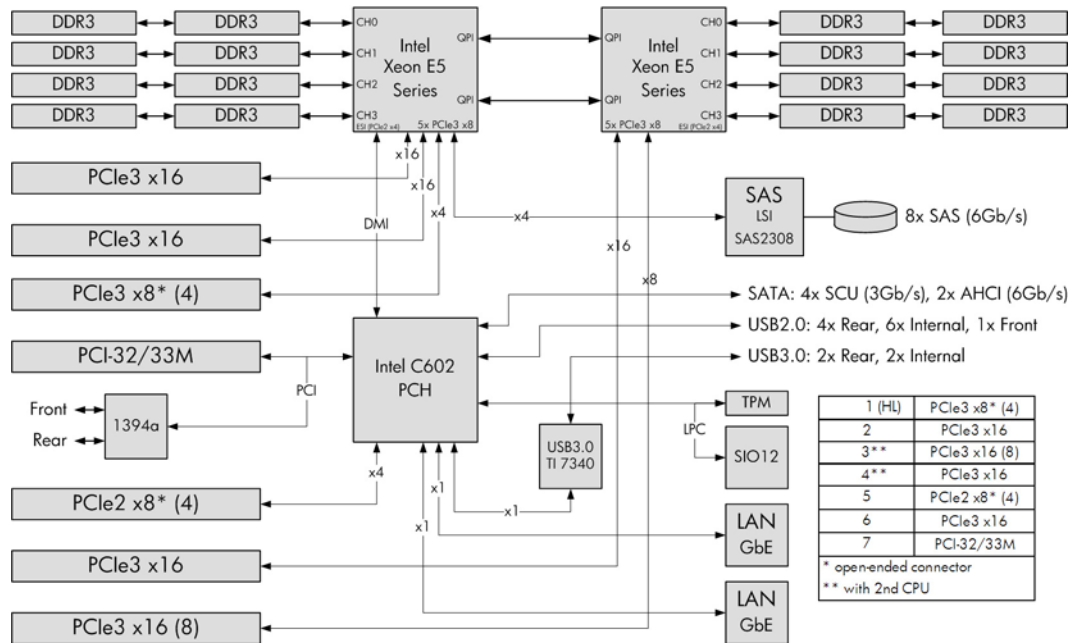 DDR3 DDR3 CH0 CH0 DDR3 DDR3
Intel QPI QPI Intel
DDR3 DDR3 CH1 CH1 DDR3 DDR3
Xeon E5 Xeon E5
DDR3 DDR3 CH2 CH2 DDR3 DDR3
Series Series
QPI QPI
DDR3 DDR3 CH3 CH3 DDR3 DDR3
ESI (PCIe2 x4) 5x PCIe3 x8 5x PCIe3 x8 ESI (PCIe2 x4)
x16
PCIe3 x16
x16
x4
DMI
x4
SAS
LSI
SAS2308
8x SAS (6Gb/s)
PCIe3 x16
x16
x8
PCIe3 x8* (4)
SATA: 4x SCU (3Gb/s), 2x AHCI (6Gb/s)
USB2.0: 4x Rear, 6x Internal, 1x Front
USB3.0: 2x Rear, 2x Internal
PCI-32/33M
Intel C602
PCH
PCI
Front
Rear
1394a
TPM
LPC
SIO12
USB3.0
TI 7340
x4
x1
x1
x1
PCIe2 x8* (4)
LAN
GbE
PCIe3 x16
LAN
GbE
PCIe3 x16 (8)
1 (HL) PCIe3 x8* (4)
2 PCIe3 x16
3** PCIe3 x16 (8)
4** PCIe3 x16
5 PCIe2 x8* (4)
6 PCIe3 x16
7 PCI-32/33M
* open-ended connector
** with 2nd CPU